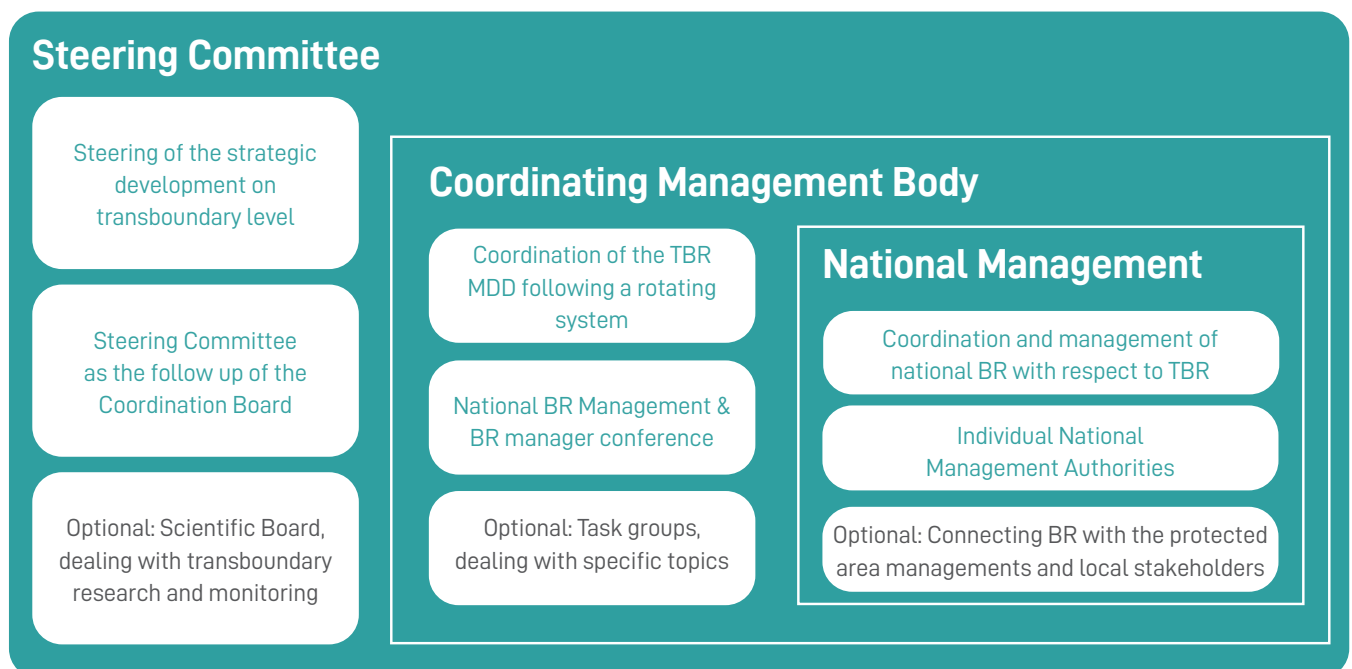 Steering Committee
Steering of the strategic
development on
transboundary level
Steering Committee
as the follow up of the
Coordination Board
Optional: Scientific Board,
dealing with transboundary
research and monitoring
Coordinating Management Body
Coordination of the TBR
MDD following a rotating
system
National BR Management &
BR manager conference
Optional: Task groups,
dealing with specific topics
National Management
Coordination and management of
national BR with respect to TBR
Individual National
Management Authorities
Optional: Connecting BR with the protected
area managements and local stakeholders